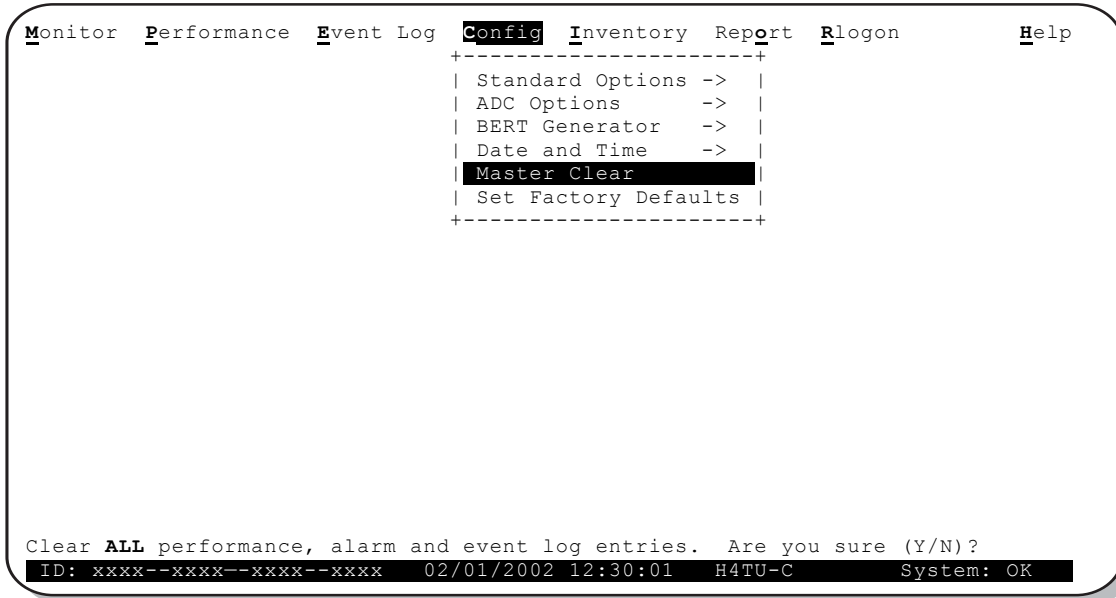 Monitor  Performance  Event Log  Config  Inventory  Report  Rlogon  Help
+----------------------+
| Standard Options ->  |
| ADC Options      ->  |
| BERT Generator   ->  |
| Date and Time    ->  |
| Master Clear         |
| Set Factory Defaults |
+----------------------+
Clear ALL performance, alarm and event log entries.  Are you sure (Y/N)?
ID: xxxx--xxxx—-xxxx--xxxx   02/01/2002 12:30:01   H4TU-C   System: OK